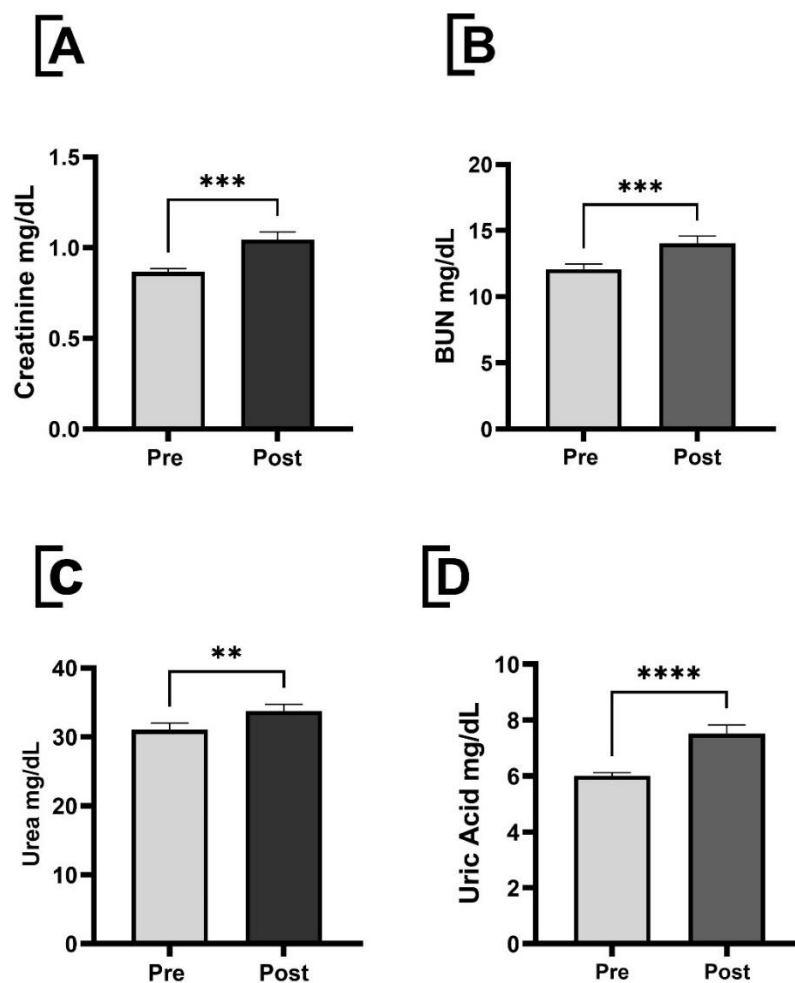 A
Creatinine mg/dL
1.5
1.0
0.5
0.0
***
Pre Post
B
BUN mg/dL
20
15
10
5
0
***
Pre Post
C
Urea mg/dL
40
30
20
10
0
**
Pre Post
D
Uric Acid mg/dL
10
8
6
4
2
0
****
Pre Post